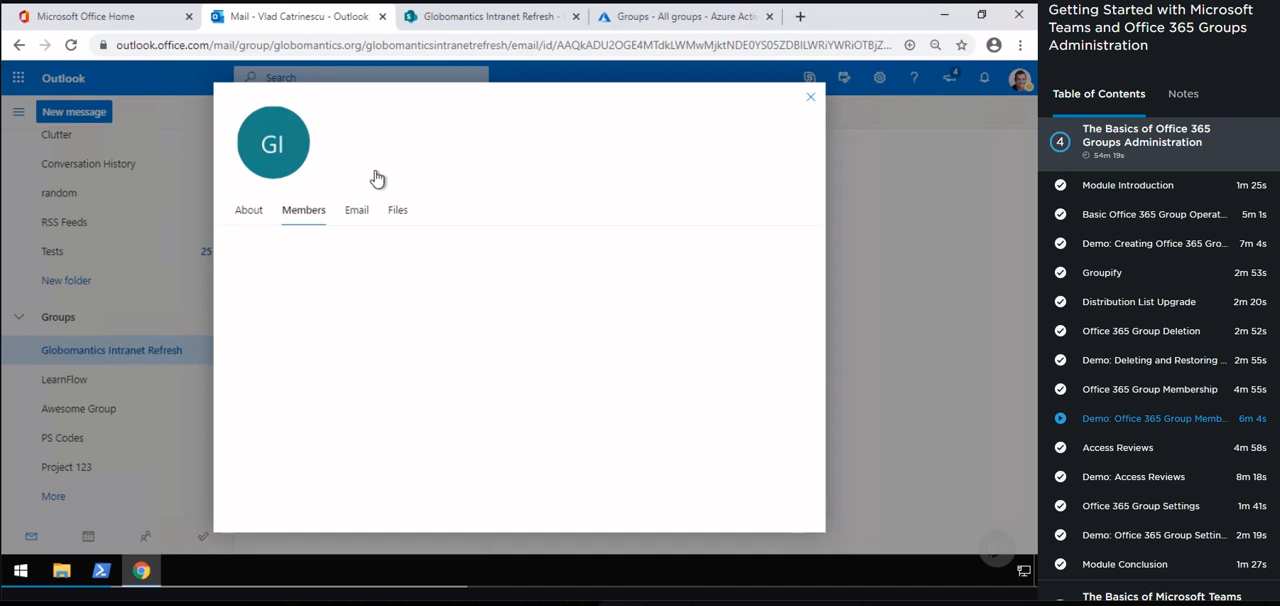 Microsoft Office Home
Mail - Vlad Catrinescu - Outlook
Globomantics Intranet Refresh -
Groups - All groups - Azure Acti
outlook.office.com/mail/group/globomantics.org/globomanticsintranetrefresh/email/id/AAQkADU2OGE4MTdkLWMwMjktNDE0YS05ZDBlLWRiYWRiOTBjZ...
Outlook
Search
4
New message
Clutter
Conversation History
random
RSS Feeds
Tests 25
New folder
Groups
Globomantics Intranet Refresh
LearnFlow
Awesome Group
PS Codes
Project 123
More
GI
About Members Email Files
Getting Started with Microsoft
Teams and Office 365 Groups
Administration
Table of Contents Notes
4
The Basics of Office 365
Groups Administration
54m 19s
Module Introduction 1m 25s
Basic Office 365 Group Operat... 5m 1s
Demo: Creating Office 365 Gro... 7m 4s
Groupify 2m 53s
Distribution List Upgrade 2m 20s
Office 365 Group Deletion 2m 52s
Demo: Deleting and Restoring ... 2m 55s
Office 365 Group Membership 4m 55s
Demo: Office 365 Group Memb... 6m 4s
Access Reviews 4m 58s
Demo: Access Reviews 8m 18s
Office 365 Group Settings 1m 41s
Demo: Office 365 Group Settin... 2m 19s
Module Conclusion 1m 27s
The Basics of Microsoft Teams